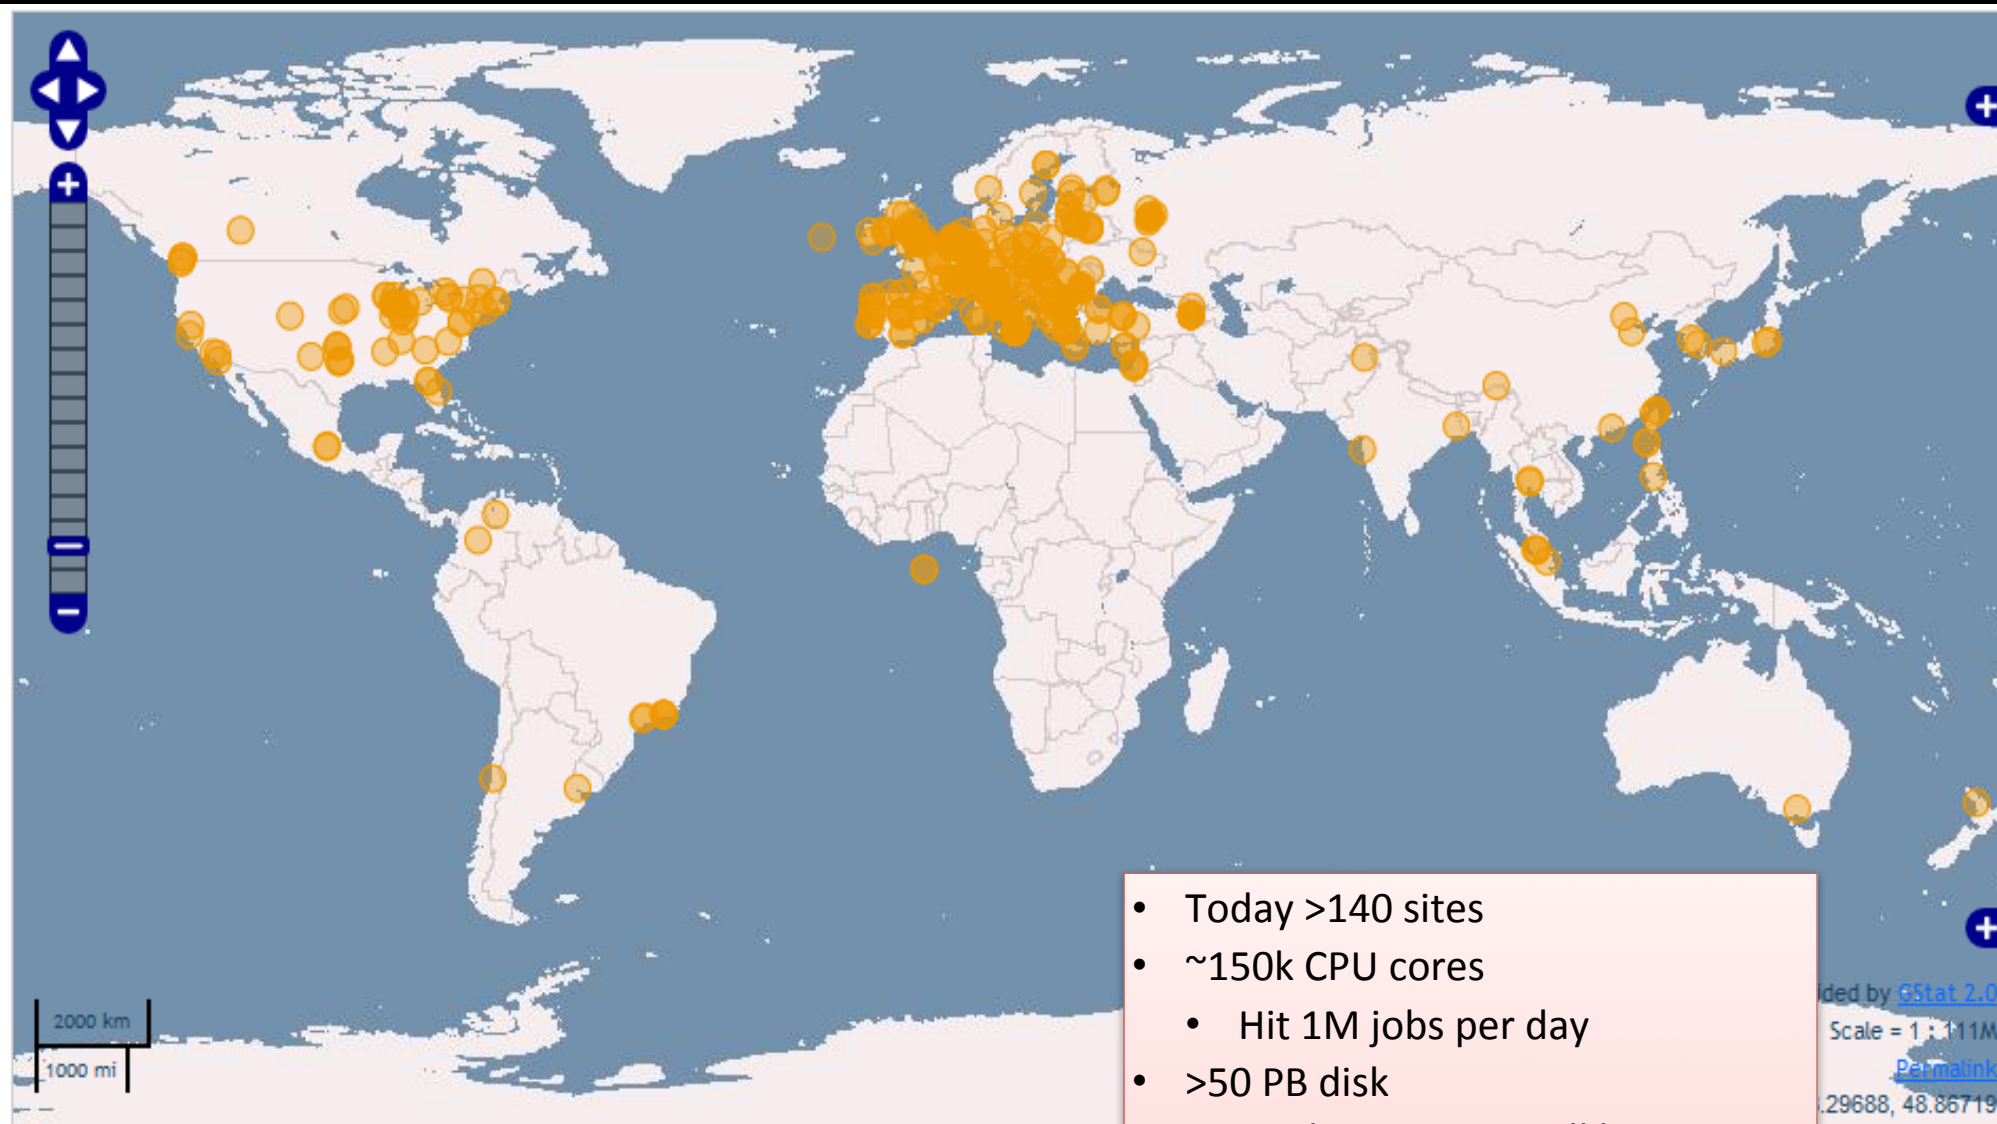 • Today >140 sites
• ~150k CPU cores
• Hit 1M jobs per day
• >50 PB disk
ided by GStat 2.0
Scale = 1 : 111M
Permalink
.29688, 48.86719
2000 km
1000 mi